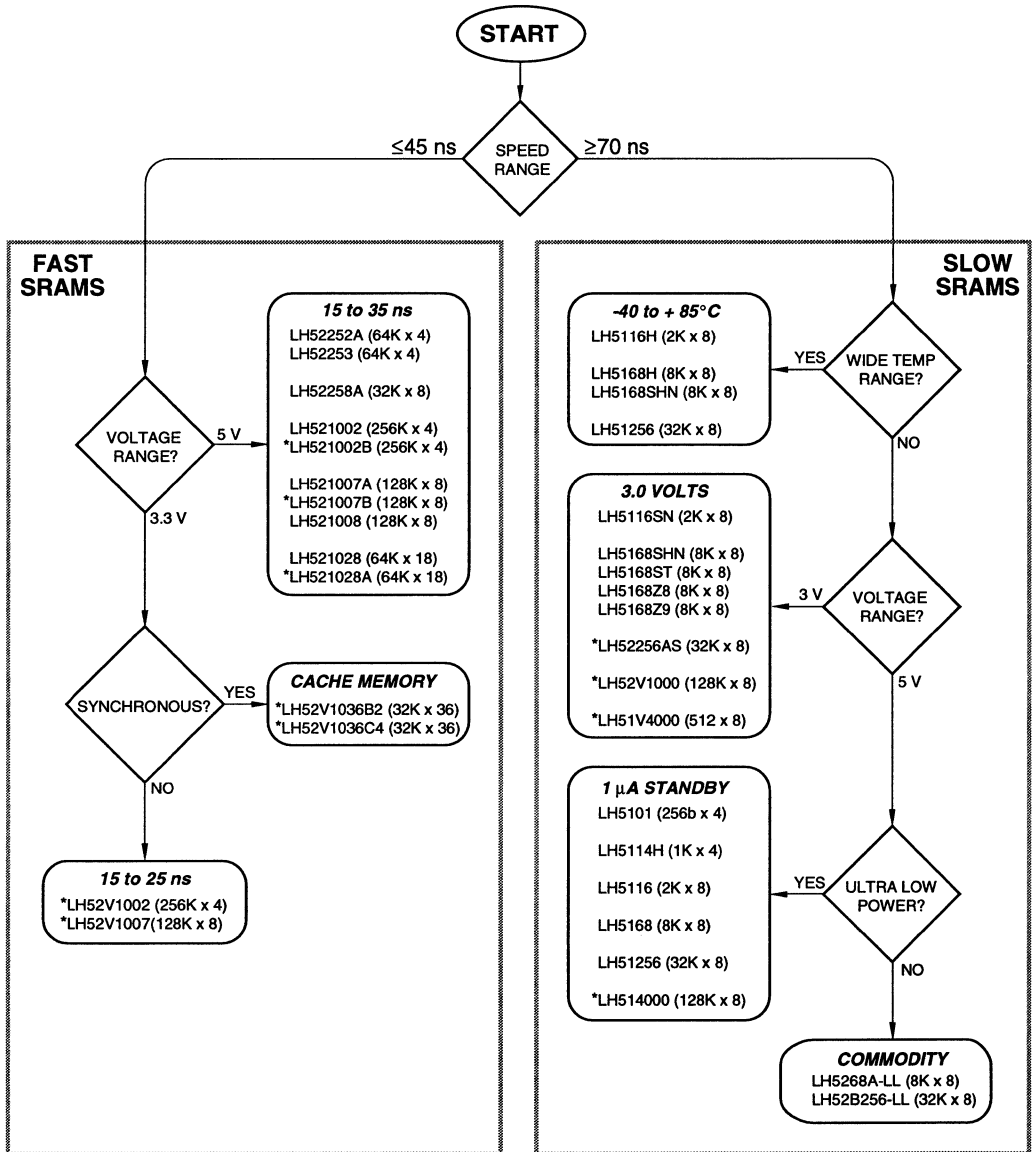 START
SPEED
RANGE
≤45 ns
≥70 ns
FAST
SRAMS
VOLTAGE
RANGE?
5 V
3.3 V
15 to 35 ns
LH52252A (64K x 4)
LH52253 (64K x 4)
LH52258A (32K x 8)
LH521002 (256K x 4)
*LH521002B (256K x 4)
LH521007A (128K x 8)
*LH521007B (128K x 8)
LH521008 (128K x 8)
LH521028 (64K x 18)
*LH521028A (64K x 18)
SYNCHRONOUS?
YES
NO
CACHE MEMORY
*LH52V1036B2 (32K x 36)
*LH52V1036C4 (32K x 36)
15 to 25 ns
*LH52V1002 (256K x 4)
*LH52V1007(128K x 8)
SLOW
SRAMS
WIDE TEMP
RANGE?
YES
NO
-40 to + 85°C
LH5116H (2K x 8)
LH5168H (8K x 8)
LH5168SHN (8K x 8)
LH51256 (32K x 8)
VOLTAGE
RANGE?
3 V
5 V
3.0 VOLTS
LH5116SN (2K x 8)
LH5168SHN (8K x 8)
LH5168ST (8K x 8)
LH5168Z8 (8K x 8)
LH5168Z9 (8K x 8)
*LH52256AS (32K x 8)
*LH52V1000 (128K x 8)
*LH51V4000 (512 x 8)
ULTRA LOW
POWER?
YES
NO
1 µA STANDBY
LH5101 (256b x 4)
LH5114H (1K x 4)
LH5116 (2K x 8)
LH5168 (8K x 8)
LH51256 (32K x 8)
*LH514000 (128K x 8)
COMMODITY
LH5268A-LL (8K x 8)
LH52B256-LL (32K x 8)